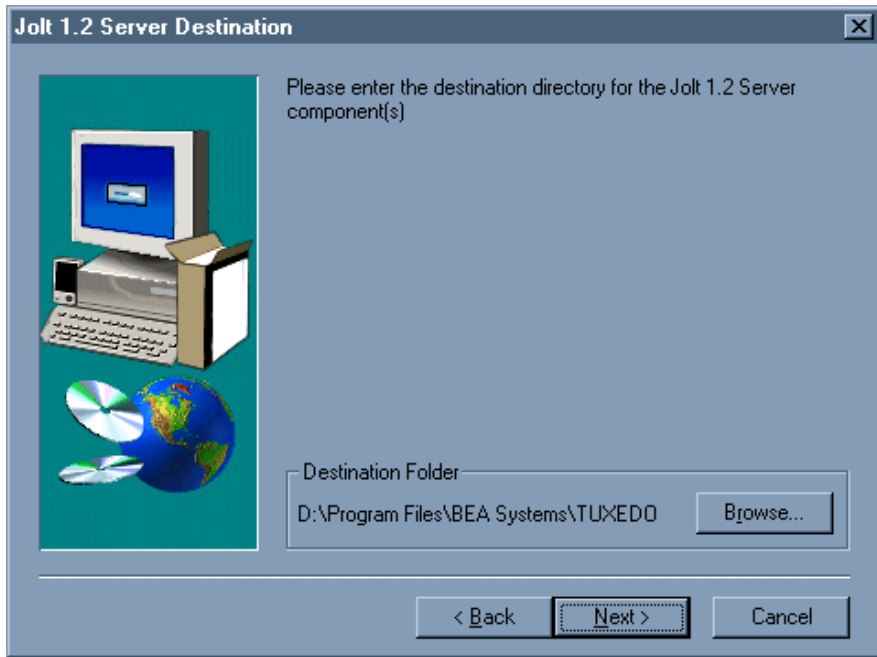 Jolt 1.2 Server Destination
Please enter the destination directory for the Jolt 1.2 Server
component(s)
Destination Folder
D:\Program Files\BEA Systems\TUXEDO
Browse...
< Back
Next >
Cancel